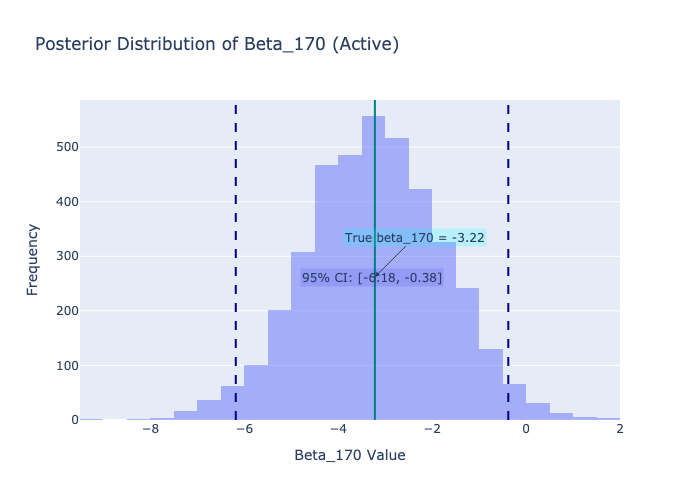 Posterior Distribution of Beta_170 (Active)
500
400
300
200
100
0
Frequency
True beta_170 = -3.22
95% CI: [-6.18, -0.38]
−8
−6
−4
−2
0
2
Beta_170 Value